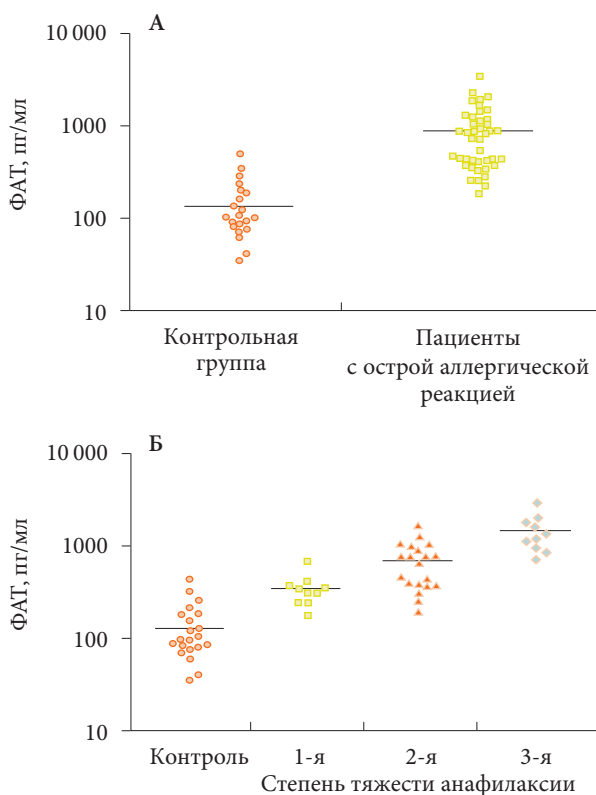 А
10 000
1000
100
10
ФАТ, пг/мл
Контрольная
группа
Пациенты
с острой аллергической
реакцией
Б
10 000
1000
100
10
ФАТ, пг/мл
Контроль 1-я 2-я 3-я
Степень тяжести анафилаксии